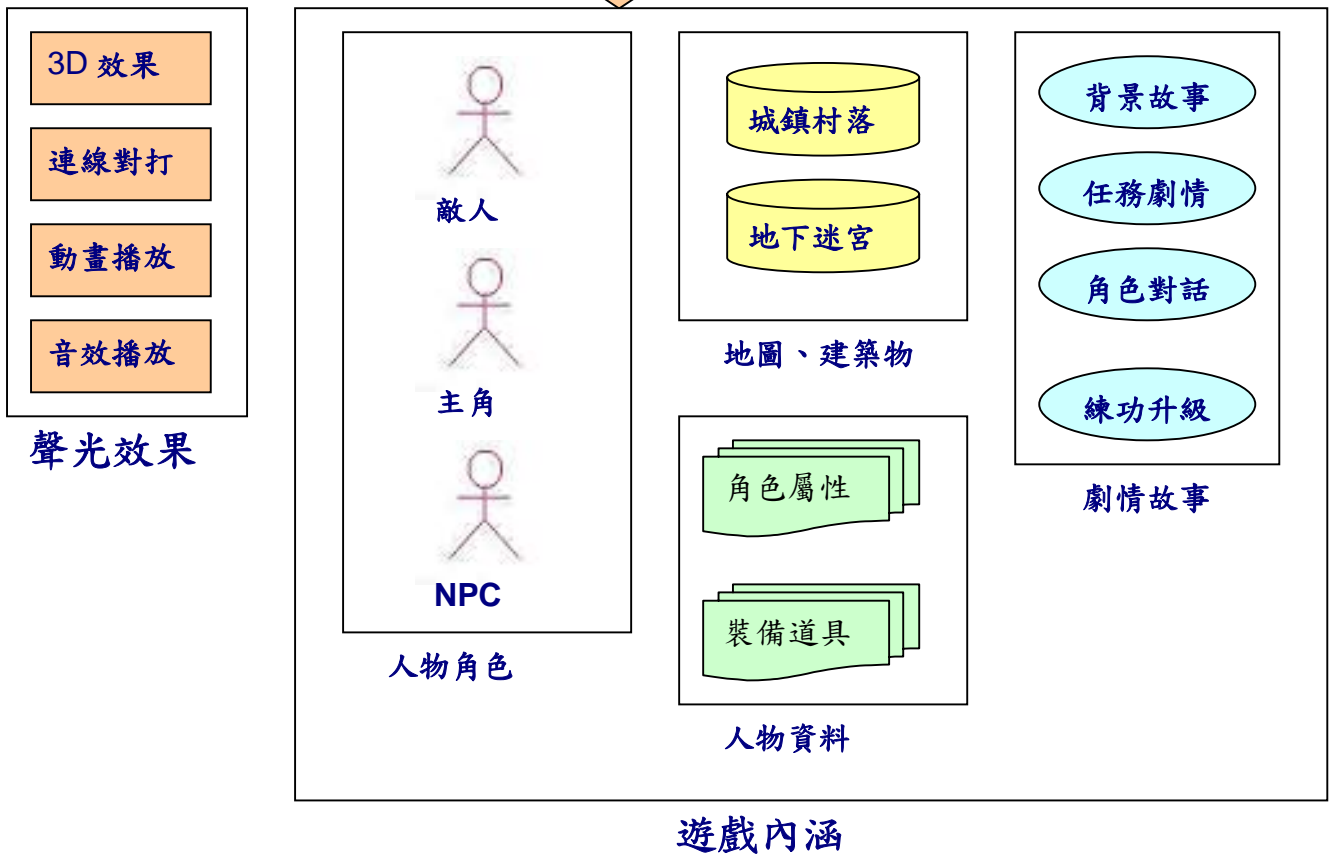 3D 效果
連線對打
動畫播放
音效播放
聲光效果
敵人
主角
NPC
人物角色
城鎮村落
地下迷宮
地圖、建築物
角色屬性
裝備道具
人物資料
背景故事
任務劇情
角色對話
練功升級
劇情故事
遊戲內涵